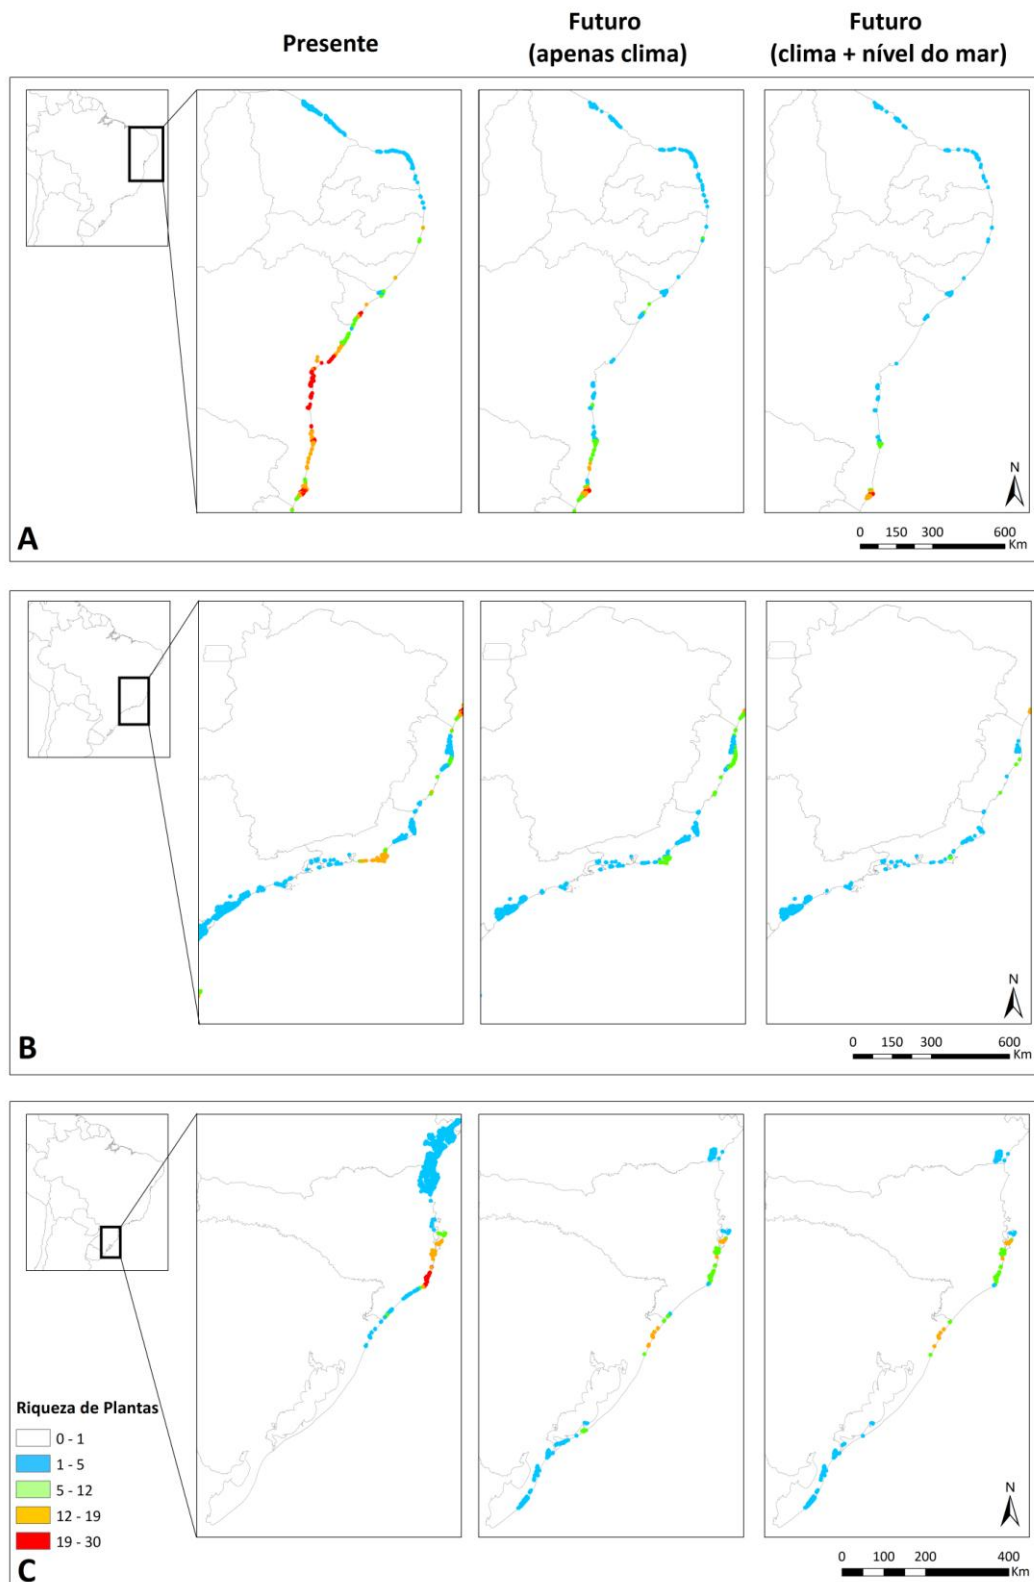 Presente
Futuro
(apenas clima)
Futuro
(clima + nível do mar)
N
0 150 300 600
Km
A
N
0 150 300 600
Km
B
Riqueza de Plantas
0 - 1
1 - 5
5 - 12
12 - 19
19 - 30
N
0 100 200 400
Km
C